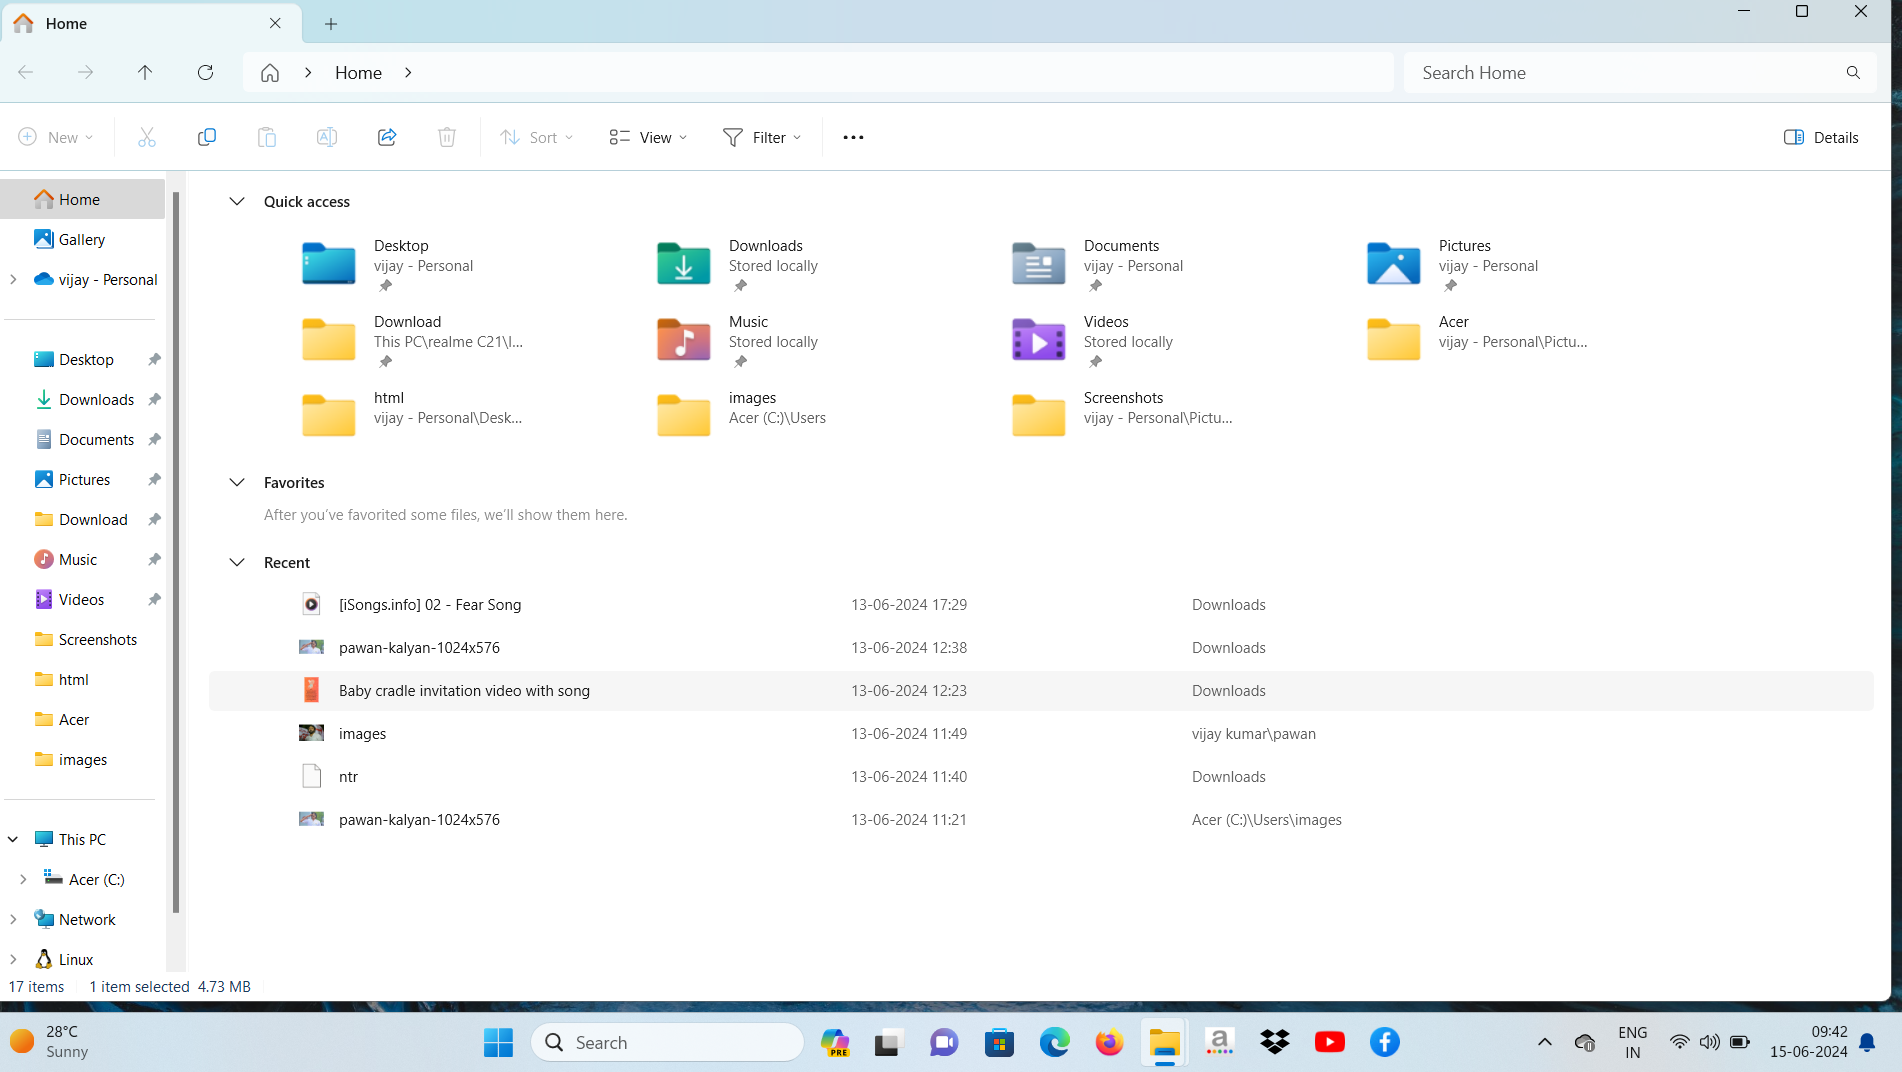 Home
Home
Search Home
New
Sort
View
Filter
Details
Home
Gallery
vijay - Personal
Desktop
Downloads
Documents
Pictures
Download
Music
Videos
Screenshots
html
Acer
images
This PC
Acer (C:)
Network
Linux
Quick access
Desktop
vijay - Personal
Downloads
Stored locally
Documents
vijay - Personal
Pictures
vijay - Personal
Download
This PC\realme C21\I...
Music
Stored locally
Videos
Stored locally
Acer
vijay - Personal\Pictu...
html
vijay - Personal\Desk...
images
Acer (C:)\Users
Screenshots
vijay - Personal\Pictu...
Favorites
After you’ve favorited some files, we’ll show them here.
Recent
[iSongs.info] 02 - Fear Song 13-06-2024 17:29 Downloads
pawan-kalyan-1024x576 13-06-2024 12:38 Downloads
Baby cradle invitation video with song 13-06-2024 12:23 Downloads
images 13-06-2024 11:49 vijay kumar\pawan
ntr 13-06-2024 11:40 Downloads
pawan-kalyan-1024x576 13-06-2024 11:21 Acer (C:)\Users\images
17 items 1 item selected 4.73 MB
28°C
Sunny
Search
PRE
a
ENG
IN
09:42
15-06-2024